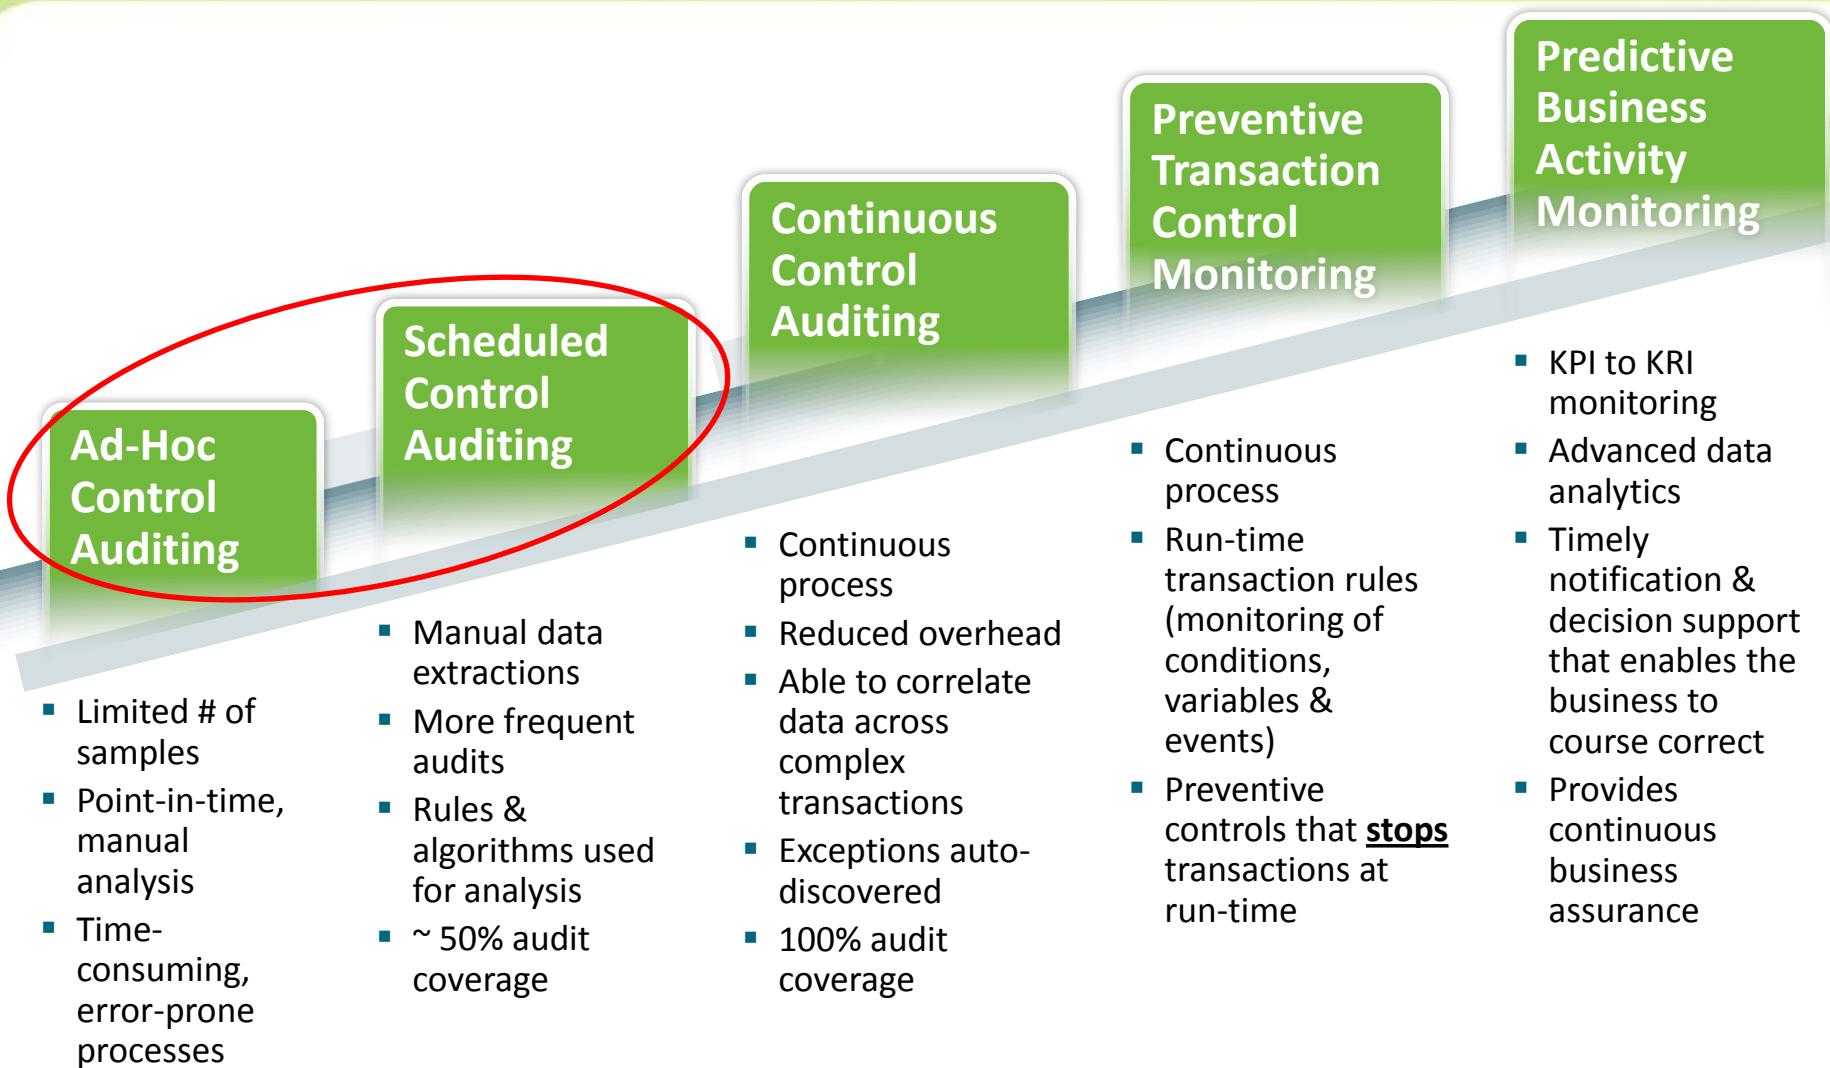 Ad-Hoc
Control
Auditing
Limited # of
samples
Point-in-time,
manual
analysis
Time-
consuming,
error-prone
processes
Scheduled
Control
Auditing
Manual data
extractions
More frequent
audits
Rules &
algorithms used
for analysis
~ 50% audit
coverage
Continuous
Control
Auditing
Continuous
process
Reduced overhead
Able to correlate
data across
complex
transactions
Exceptions auto-
discovered
100% audit
coverage
Preventive
Transaction
Control
Monitoring
Continuous
process
Run-time
transaction rules
(monitoring of
conditions,
variables &
events)
Preventive
controls that stops
transactions at
run-time
Predictive
Business
Activity
Monitoring
KPI to KRI
monitoring
Advanced data
analytics
Timely
notification &
decision support
that enables the
business to
course correct
Provides
continuous
business
assurance